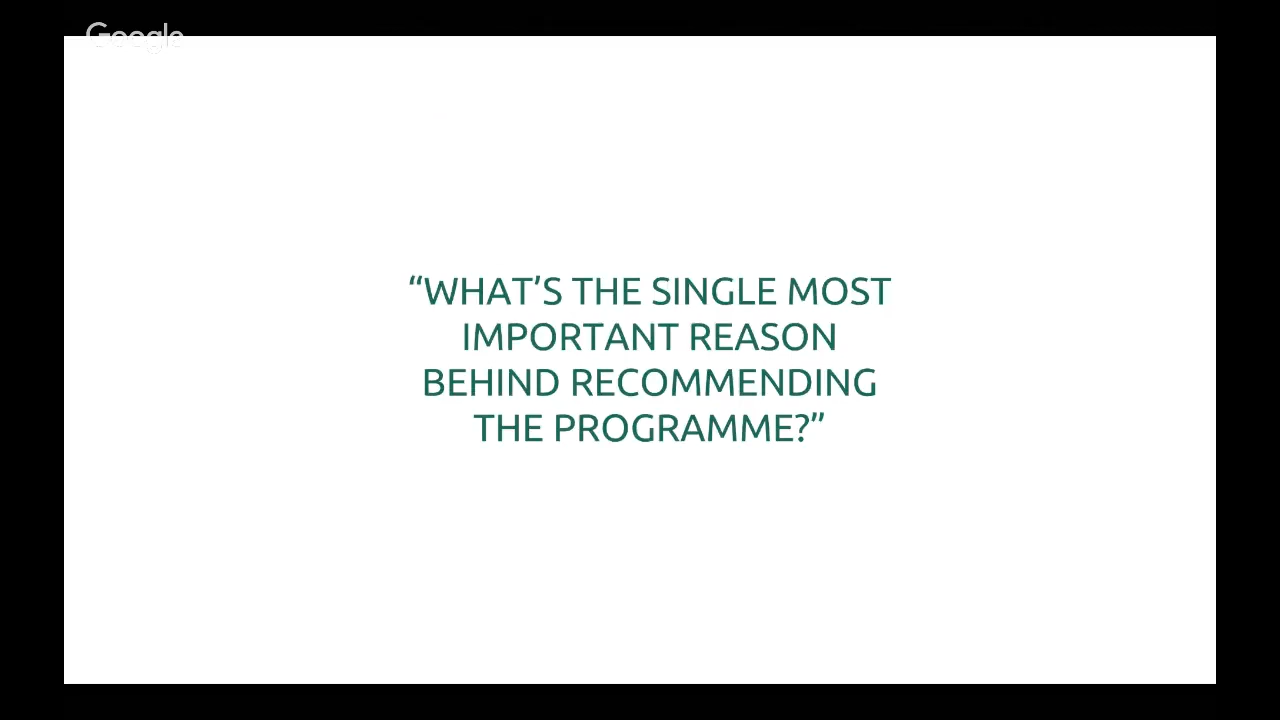 Google
“WHAT’S THE SINGLE MOST
IMPORTANT REASON
BEHIND RECOMMENDING
THE PROGRAMME?”